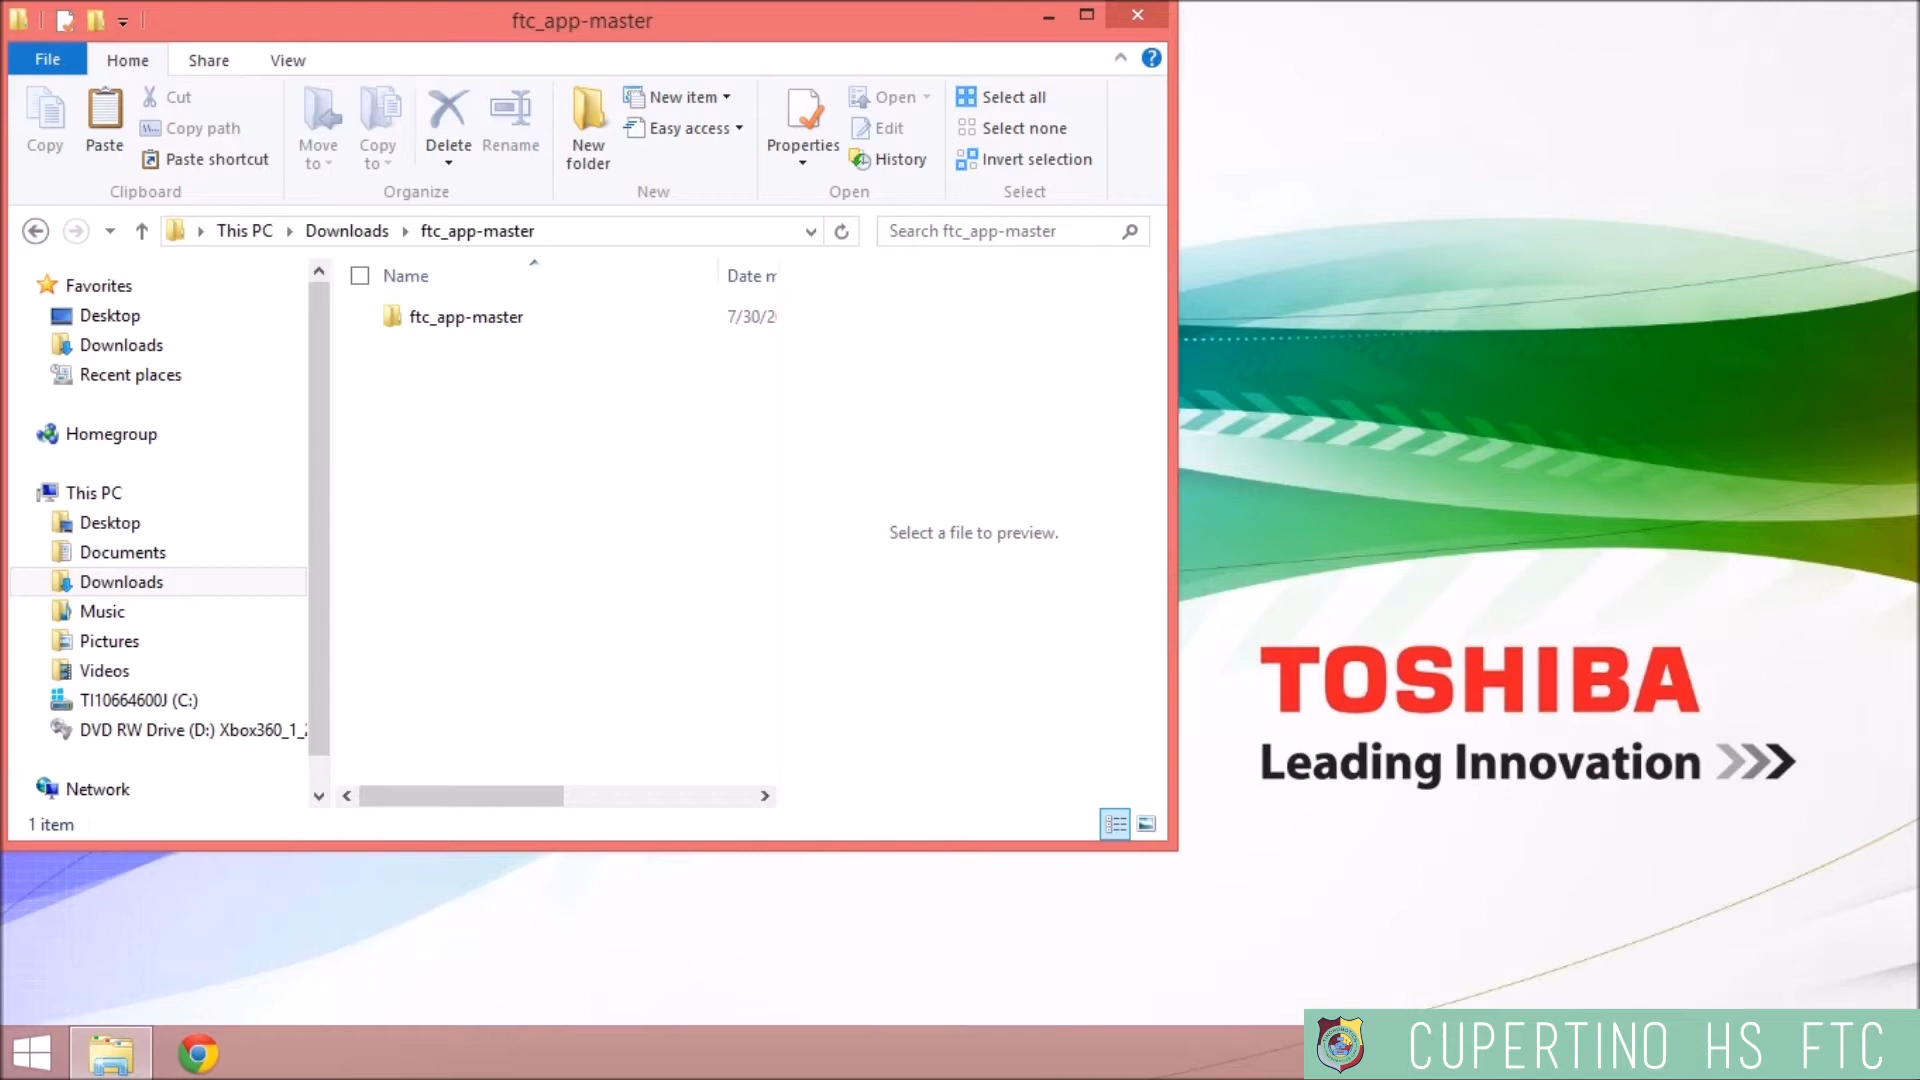 ftc_app-master
File Home Share View
Copy
Paste
Cut
Copy path
Paste shortcut
Clipboard
Move to
Copy to
Delete
Rename
Organize
New folder
New item
Easy access
New
Properties
Open
Edit
History
Open
Select all
Select none
Invert selection
Select
This PC Downloads ftc_app-master
Search ftc_app-master
Favorites
Desktop
Downloads
Recent places
Homegroup
This PC
Desktop
Documents
Downloads
Music
Pictures
Videos
TI10664600J (C:)
DVD RW Drive (D:) Xbox360_1_
Network
Name Date m
ftc_app-master 7/30/2
Select a file to preview.
1 item
TOSHIBA
Leading Innovation >>>
CUPERTINO HS FTC